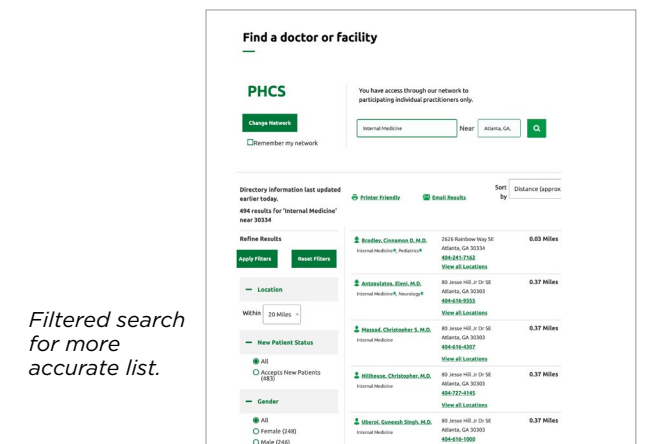 Find a doctor or facility
PHCS
Change Network
Remember my network
You have access through our network to
participating individual practitioners only.
Internal Medicine
Near
Atlanta, GA,
Directory information last updated
earlier today.
494 results for 'Internal Medicine'
near 30334
Printer Friendly
Email Results
Sort
by
Distance (approx.
Refine Results
Apply Filters
Reset Filters
Location
Within
20 Miles
New Patient Status
All
Accepts New Patients
(483)
Gender
All
Female (248)
Male (246)
Bradley, Cinnamon D, M.D.
Internal Medicine, Pediatrics
2626 Rainbow Way SE
Atlanta, GA 30334
404-241-7162
View all Locations
0.03 Miles
Antzoulatos, Eleni, M.D.
Internal Medicine, Neurology
80 Jesse Hill Jr Dr SE
Atlanta, GA 30303
404-616-9355
View all Locations
0.37 Miles
Massad, Christopher S, M.D.
Internal Medicine
80 Jesse Hill Jr Dr SE
Atlanta, GA 30303
404-616-4307
View all Locations
0.37 Miles
Hillhouse, Christopher, M.D.
Internal Medicine
80 Jesse Hill Jr Dr SE
Atlanta, GA 30303
404-727-4145
View all Locations
0.37 Miles
Uberoi, Guneesh Singh, M.D.
Internal Medicine
80 Jesse Hill Jr Dr SE
Atlanta, GA 30303
404-616-1000
0.37 Miles
Filtered search
for more
accurate list.